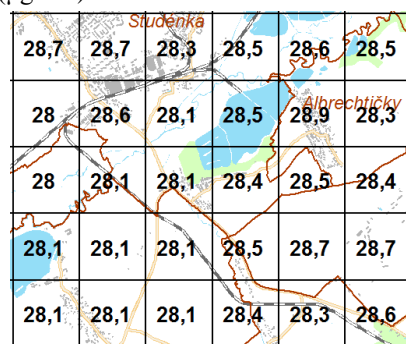 Studénka
28,7 28,7 28,3 28,5 28,6 28,5
Albrechtičky
28 28,6 28,1 28,5 28,9 28,3
28 28,1 28,1 28,4 28,5 28,4
28,1 28,1 28,1 28,5 28,7 28,7
28,1 28,1 28,1 28,4 28,3 28,6